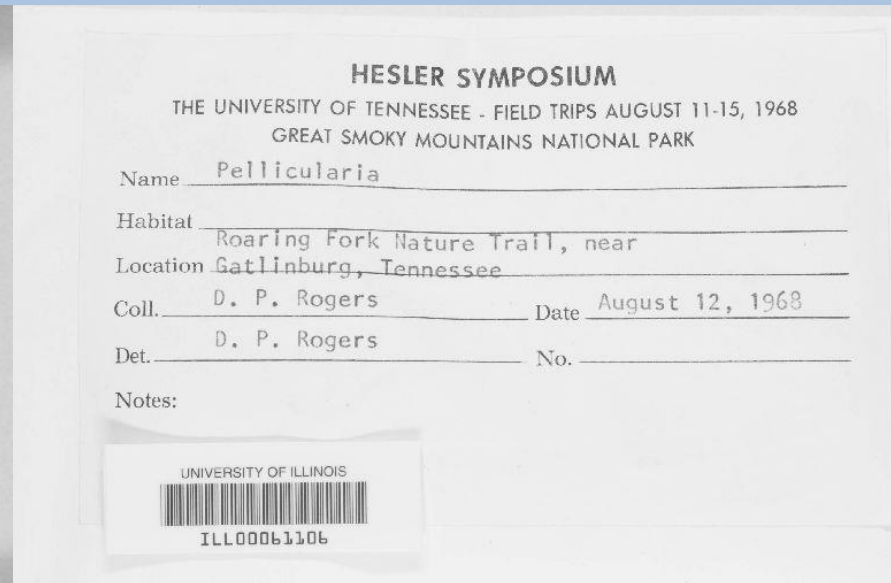 HESLER SYMPOSIUM
THE UNIVERSITY OF TENNESSEE - FIELD TRIPS AUGUST 11-15, 1968
GREAT SMOKY MOUNTAINS NATIONAL PARK
Name Pellicularia
Habitat
Roaring Fork Nature Trail, near
Location Gatlinburg, Tennessee
Coll. D. P. Rogers Date August 12, 1968
Det. D. P. Rogers No.
Notes:
UNIVERSITY OF ILLINOIS
ILL00061106